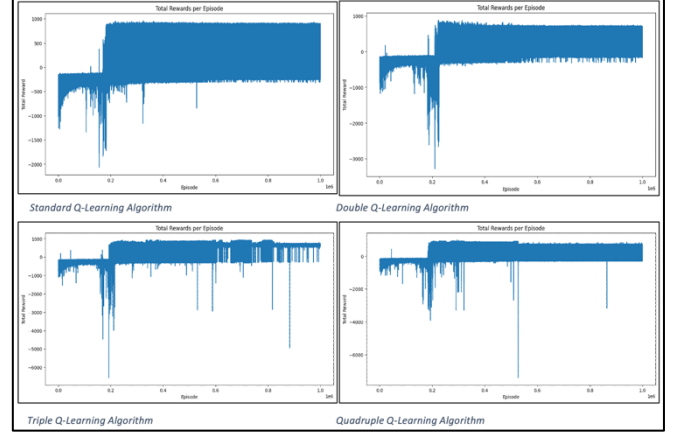 Total Rewards per Episode
1000
500
0
−500
−1000
−1500
−2000
Total Reward
0.0 0.2 0.4 0.6 0.8 1.0
1e6
Episode
Standard Q-Learning Algorithm
Total Rewards per Episode
1000
0
−1000
−2000
−3000
Total Reward
0.0 0.2 0.4 0.6 0.8 1.0
1e6
Episode
Double Q-Learning Algorithm
Total Rewards per Episode
1000
0
−1000
−2000
−3000
−4000
−5000
−6000
Total Reward
0.0 0.2 0.4 0.6 0.8 1.0
1e6
Episode
Triple Q-Learning Algorithm
Total Rewards per Episode
0
−2000
−4000
−6000
Total Reward
0.0 0.2 0.4 0.6 0.8 1.0
1e6
Episode
Quadruple Q-Learning Algorithm